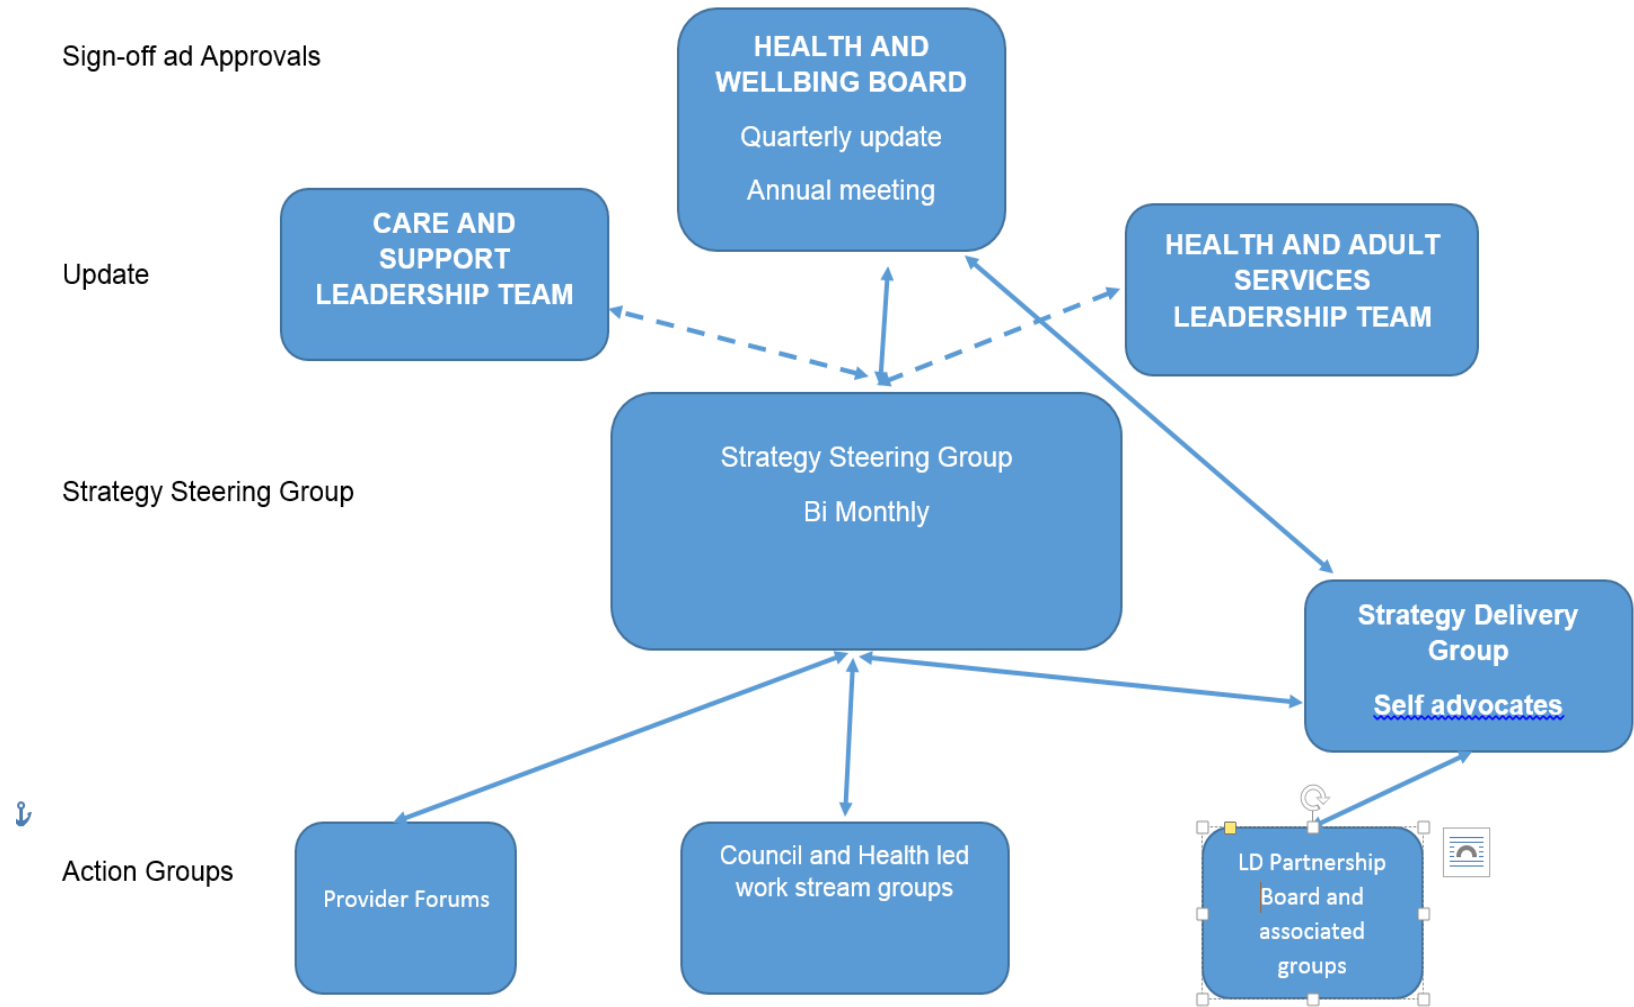 Sign-off ad Approvals
HEALTH AND
WELLBING BOARD
Quarterly update
Annual meeting
Update
CARE AND
SUPPORT
LEADERSHIP TEAM
HEALTH AND ADULT
SERVICES
LEADERSHIP TEAM
Strategy Steering Group
Strategy Steering Group
Bi Monthly
Strategy Delivery
Group
Self advocates
Action Groups
Provider Forums
Council and Health led
work stream groups
LD Partnership
Board and
associated
groups